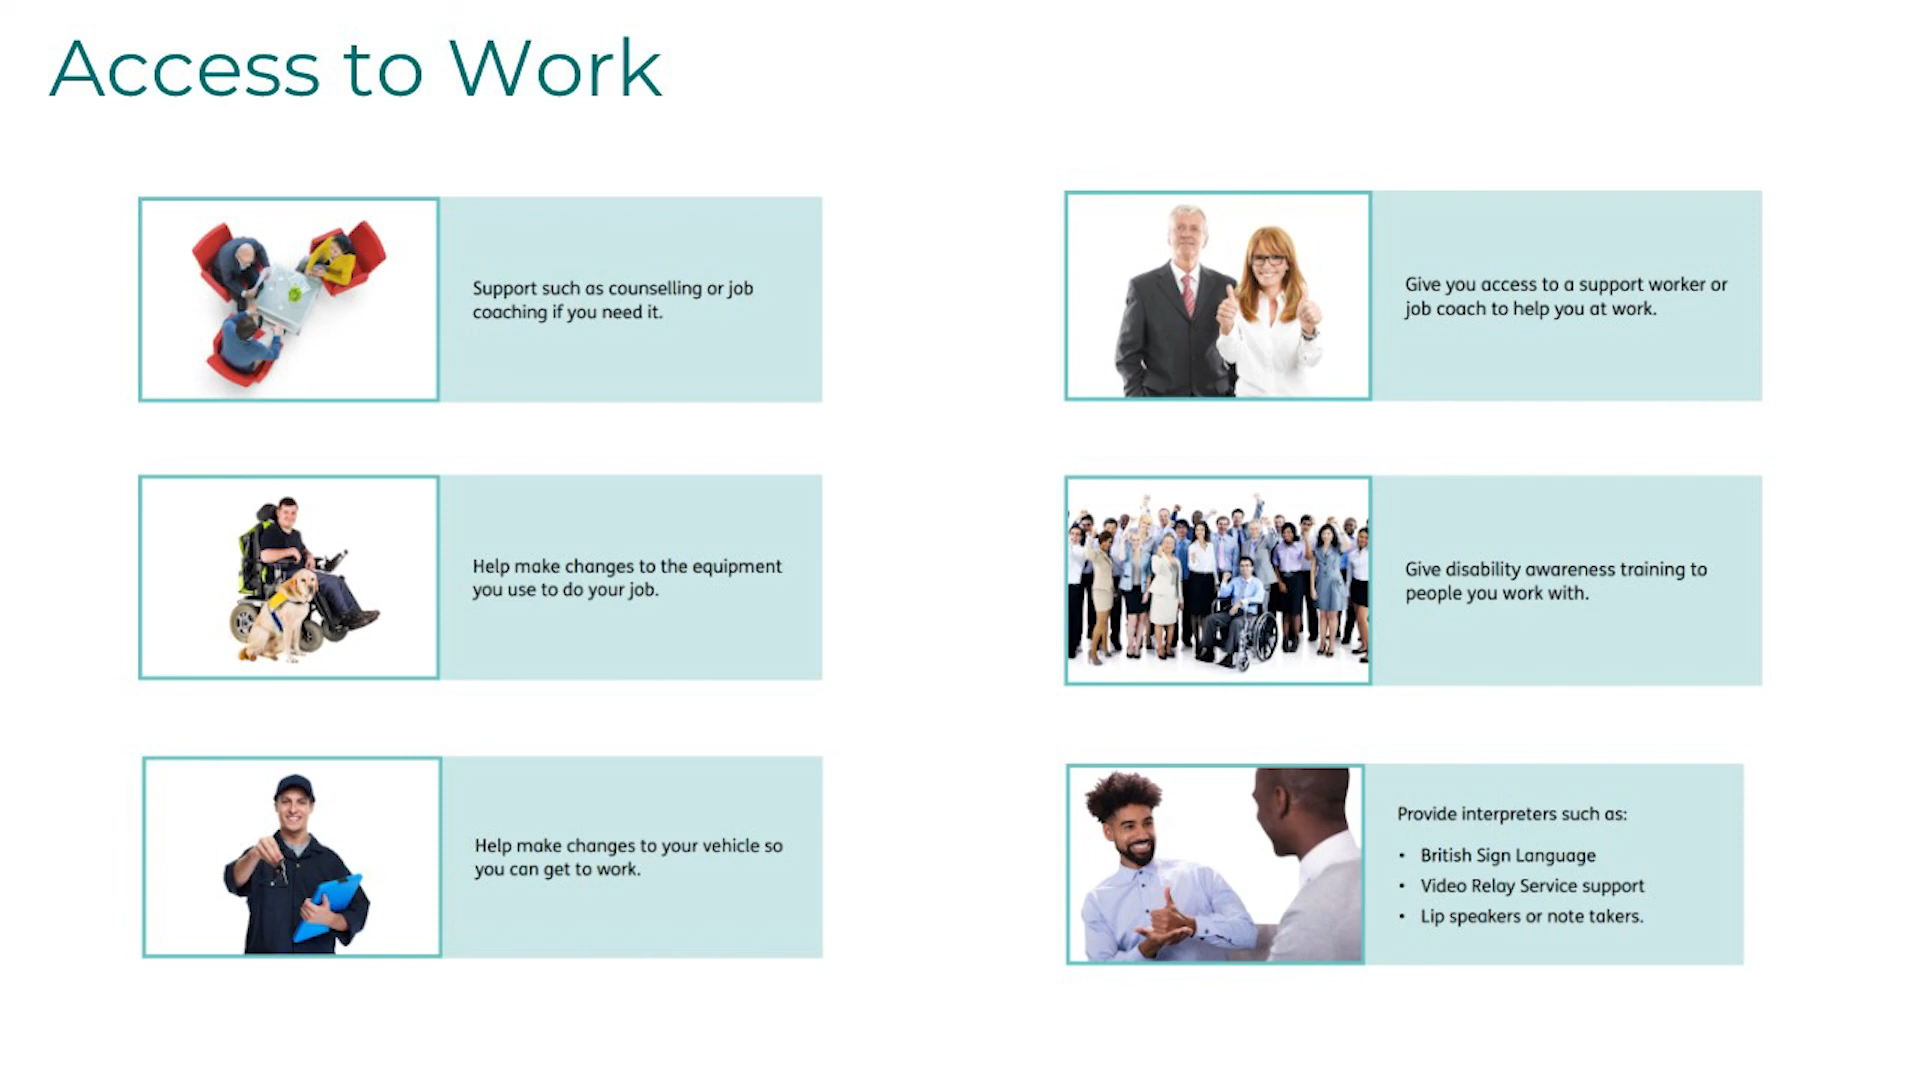 Access to Work
Support such as counselling or job
coaching if you need it.
Give you access to a support worker or
job coach to help you at work.
Help make changes to the equipment
you use to do your job.
Give disability awareness training to
people you work with.
Help make changes to your vehicle so
you can get to work.
Provide interpreters such as:
• British Sign Language
• Video Relay Service support
• Lip speakers or note takers.